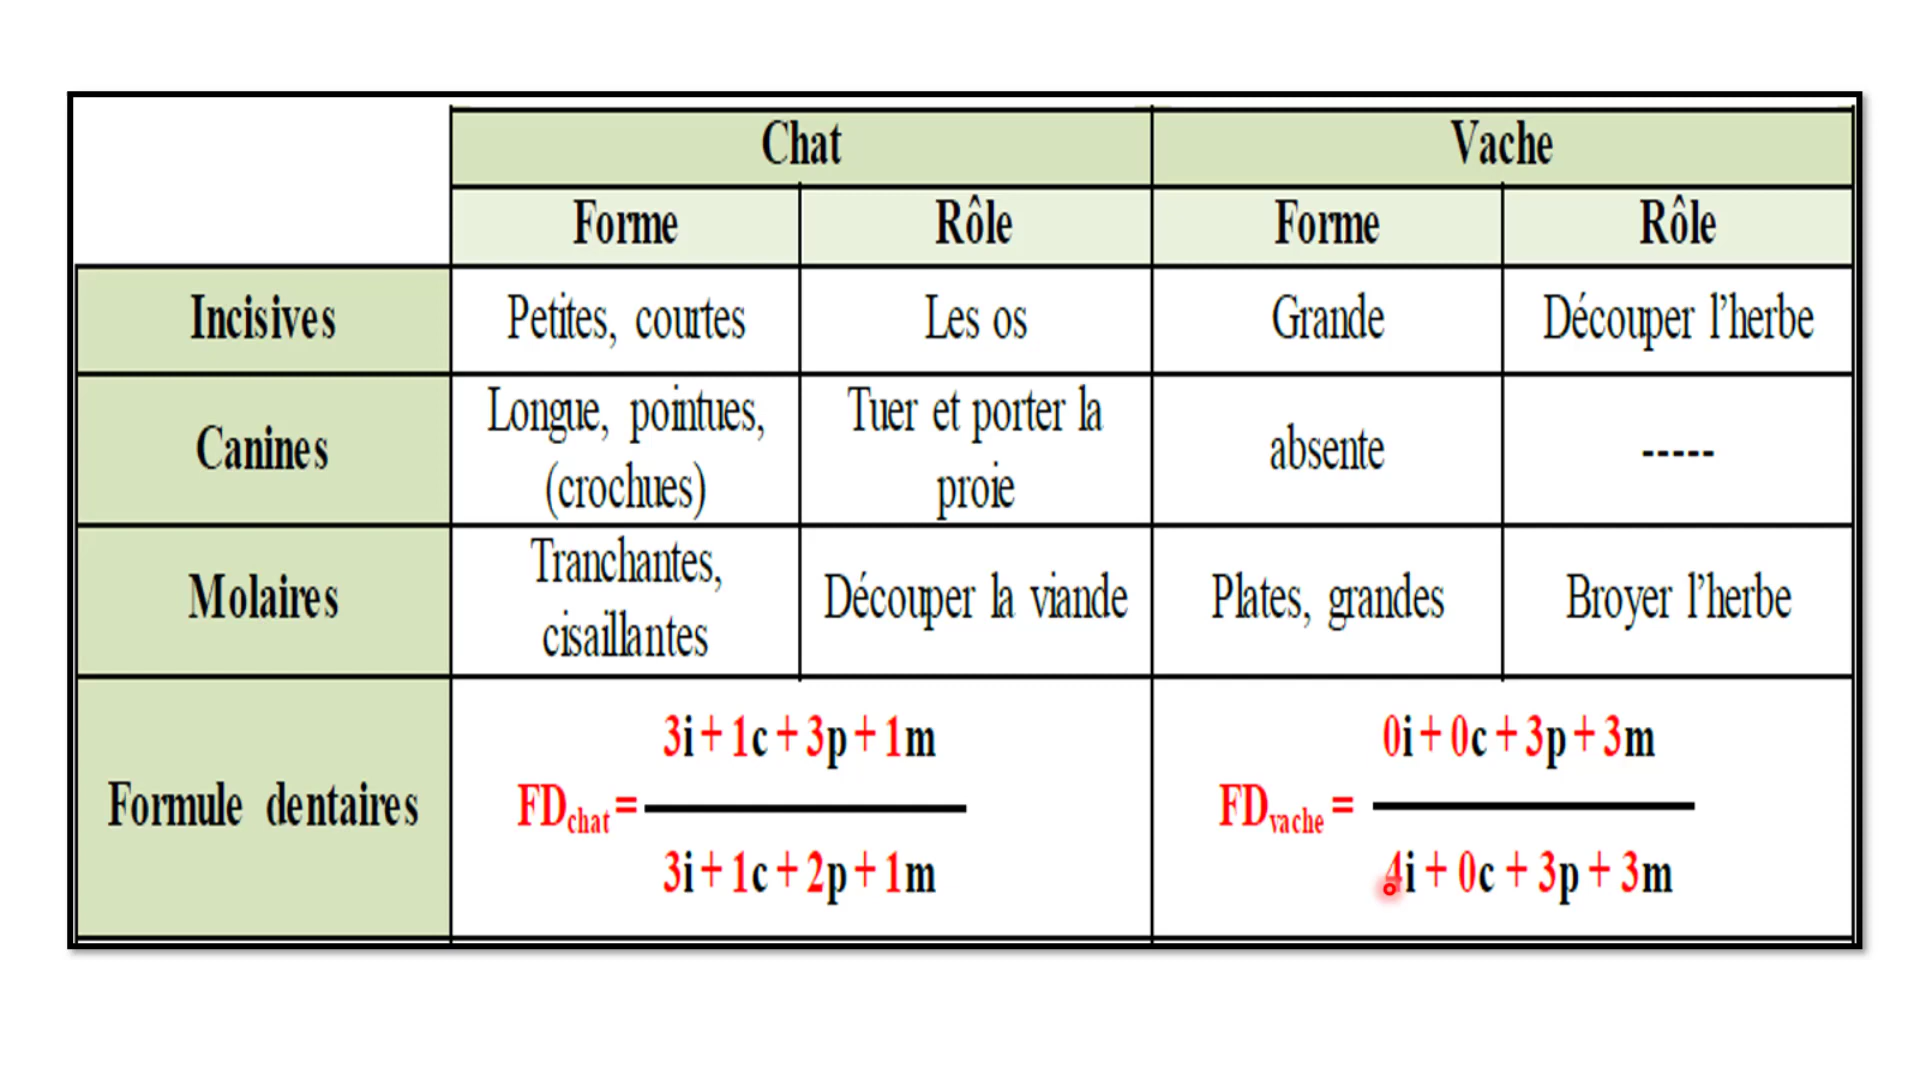 Chat Vache
Forme Rôle Forme Rôle
Incisives Petites, courtes Les os Grande Découper l’herbe
Canines Longue, pointues, (crochues) Tuer et porter la proie absente -----
Molaires Tranchantes, cisaillantes Découper la viande Plates, grandes Broyer l’herbe
Formule dentaires
3i + 1c + 3p + 1m
FDchat =
3i + 1c + 2p + 1m
0i + 0c + 3p + 3m
FDvache =
4i + 0c + 3p + 3m